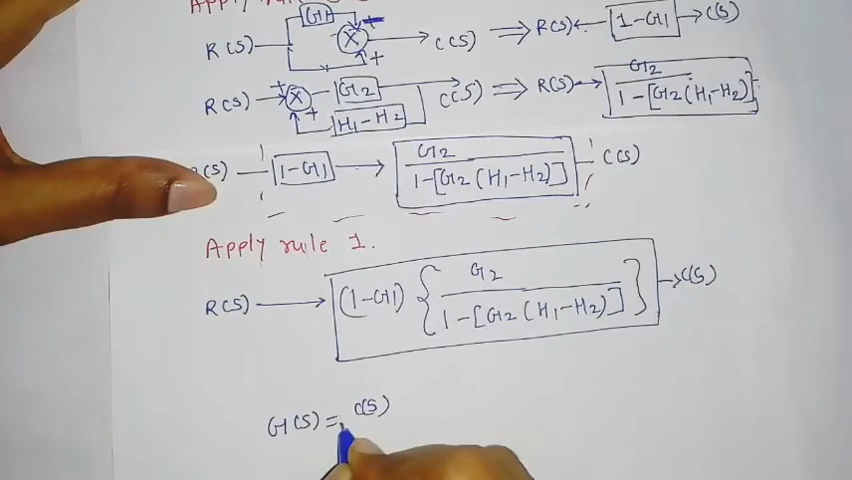 Apply
G1 +
R(S) X C(S) ⟹ R(S) 1-G1 C(S)
+
R(S) + X G2 C(S) ⟹ R(S) G2 / 1-[G2(H1-H2)]
+ H1-H2
(S) 1-G1 G2 / 1-[G2(H1-H2)] C(S)
Apply rule 1.
R(S) (1-G1) { G2 / 1-[G2(H1-H2)] } C(S)
G(S) = C(S)